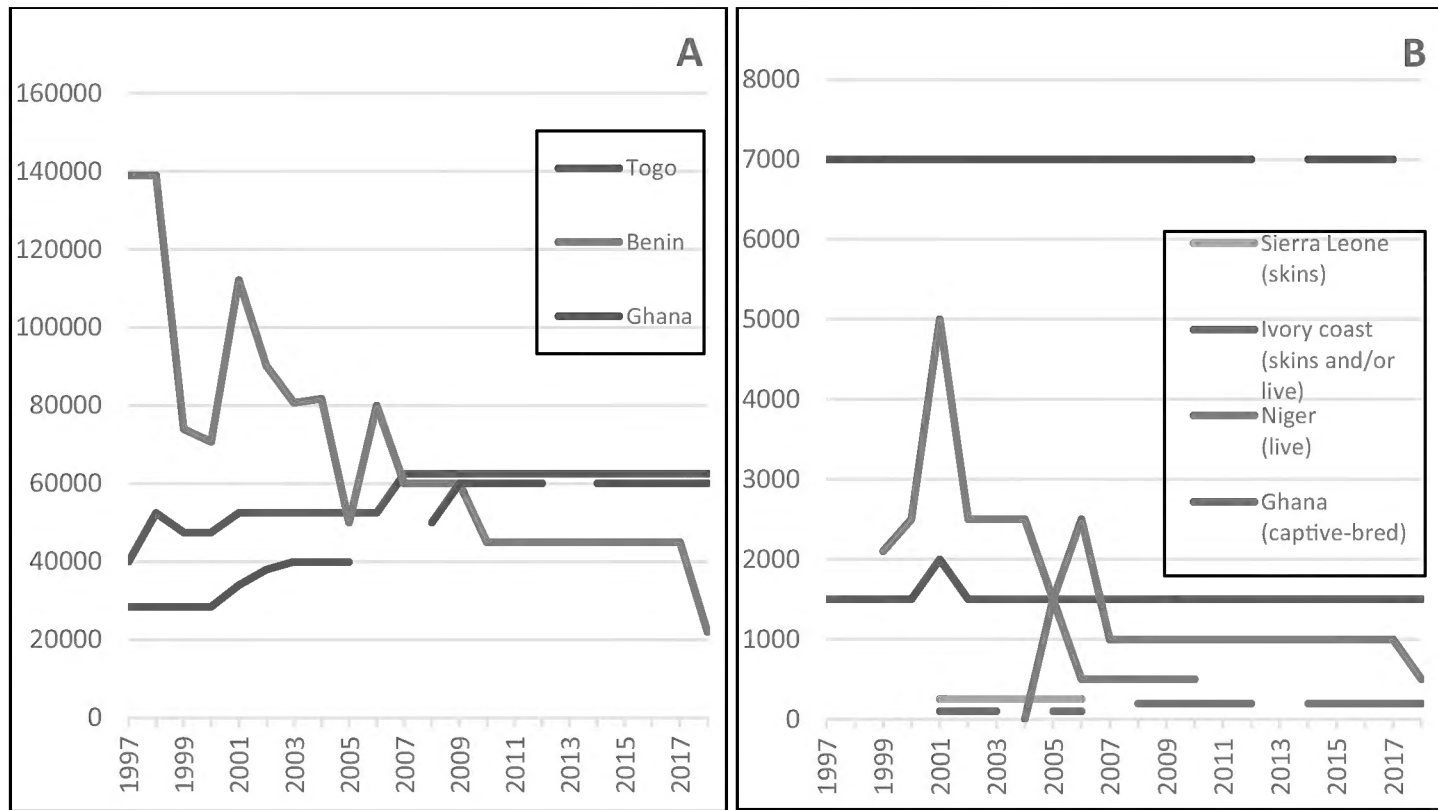 A
160000
140000
120000
100000
80000
60000
40000
20000
0
Togo
Benin
Ghana
1997
1999
2001
2003
2005
2007
2009
2011
2013
2015
2017
B
8000
7000
6000
5000
4000
3000
2000
1000
0
Sierra Leone
(skins)
Ivory coast
(skins and/or
live)
Niger
(live)
Ghana
(captive-bred)
1997
1999
2001
2003
2005
2007
2009
2011
2013
2015
2017